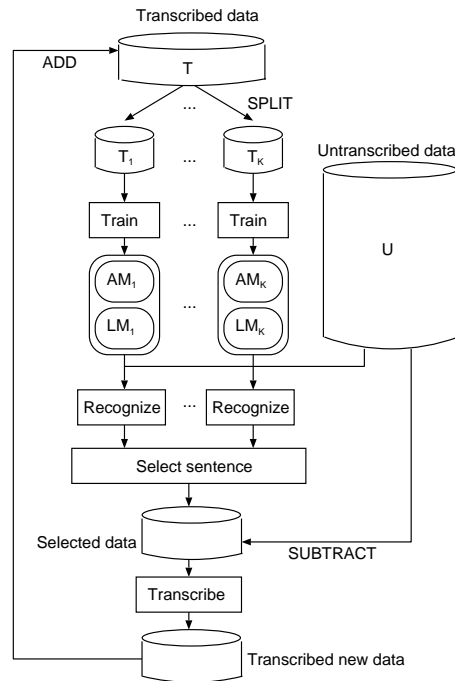 Transcribed data
ADD
T
...
SPLIT
T1
...
TK
Untranscribed data
Train
...
Train
U
AM1
AMK
...
LM1
LMK
Recognize
...
Recognize
Select sentence
Selected data
SUBTRACT
Transcribe
Transcribed new data